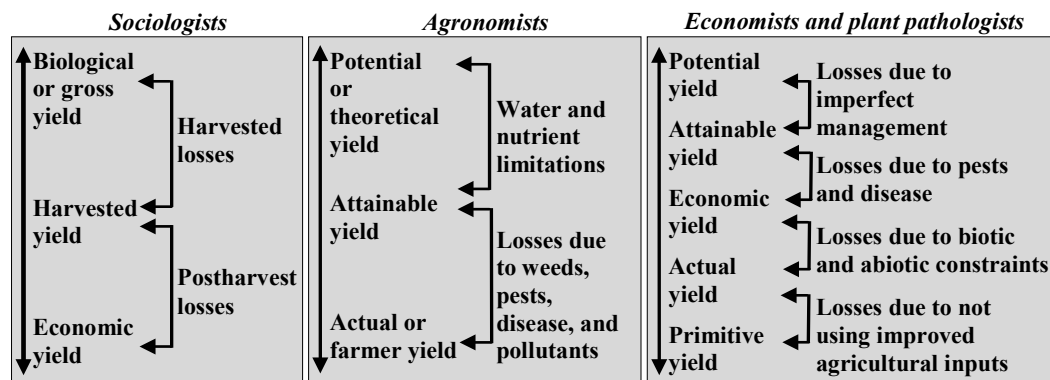 Sociologists
Biological
or gross
yield
Harvested
losses
Harvested
yield
Postharvest
losses
Economic
yield
Agronomists
Potential
or
theoretical
yield
Water and
nutrient
limitations
Attainable
yield
Losses due
to weeds,
pests,
disease, and
pollutants
Actual or
farmer yield
Economists and plant pathologists
Potential
yield
Losses due to
imperfect
management
Attainable
yield
Losses due to pests
and disease
Economic
yield
Losses due to biotic
and abiotic constraints
Actual
yield
Losses due to not
using improved
agricultural inputs
Primitive
yield